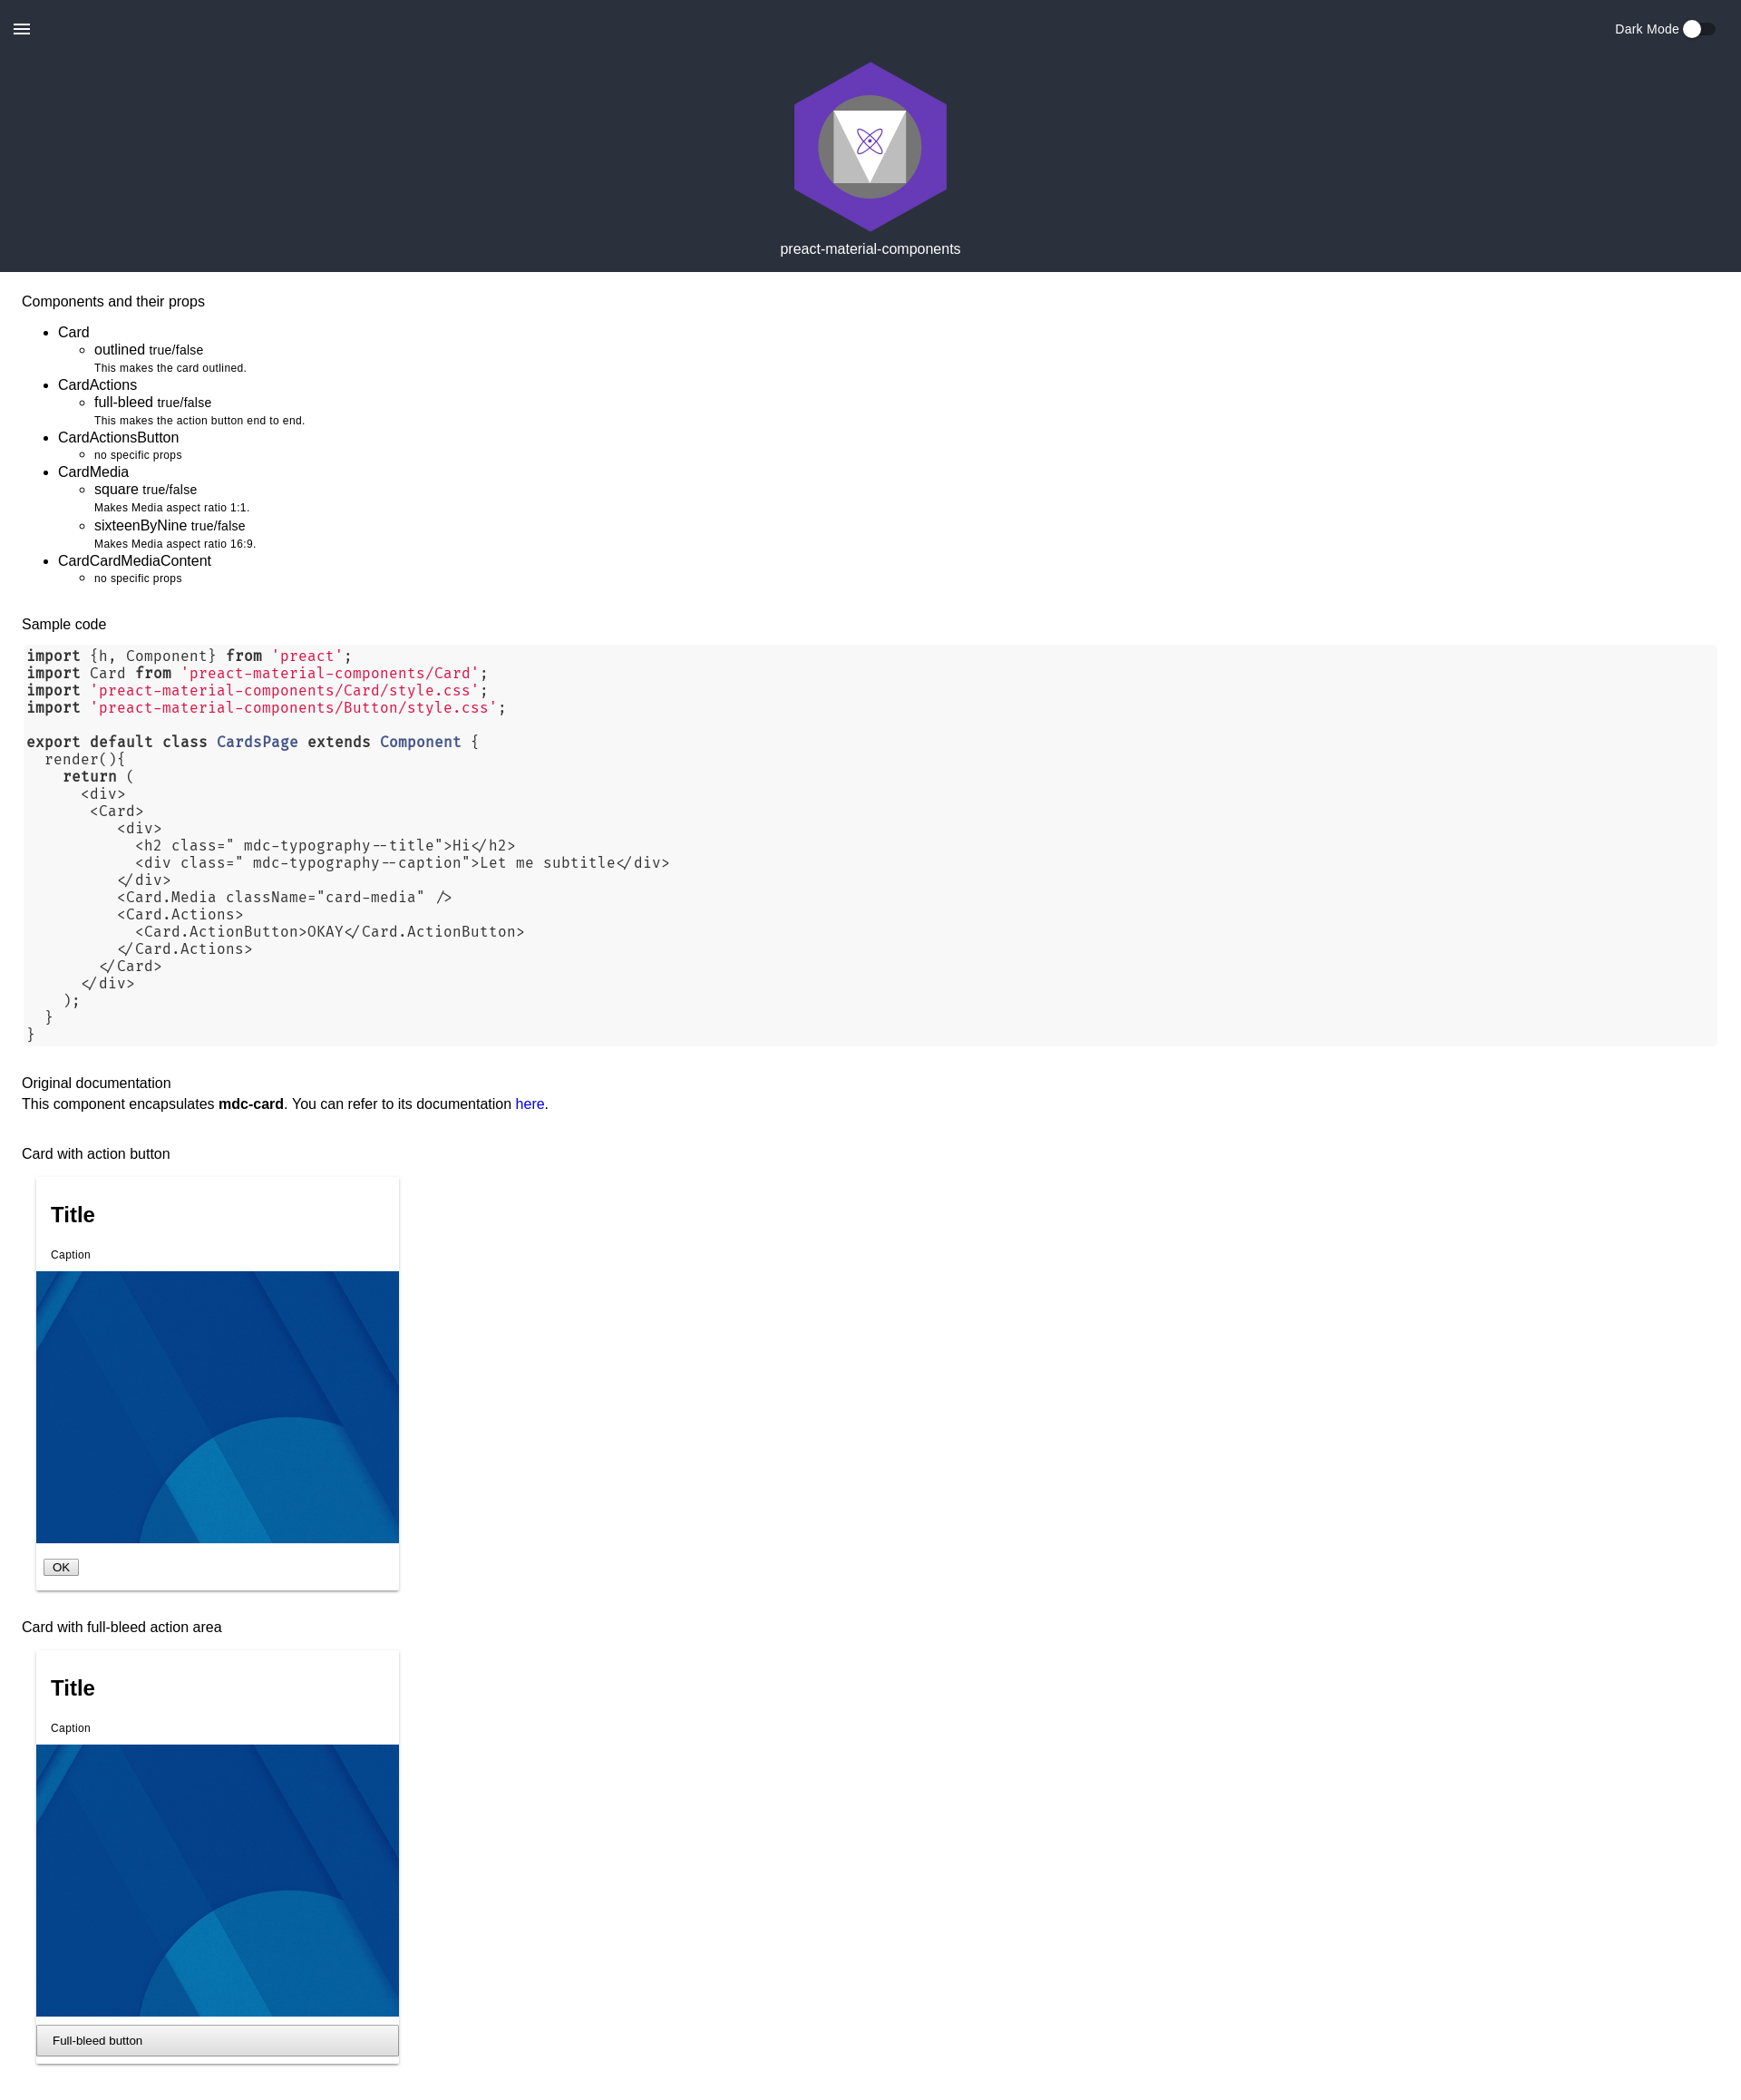 Dark Mode
preact-material-components
Components and their props
Card
outlined true/false
This makes the card outlined.
CardActions
full-bleed true/false
This makes the action button end to end.
CardActionsButton
no specific props
CardMedia
square true/false
Makes Media aspect ratio 1:1.
sixteenByNine true/false
Makes Media aspect ratio 16:9.
CardCardMediaContent
no specific props
Sample code
import {h, Component} from 'preact';
import Card from 'preact-material-components/Card';
import 'preact-material-components/Card/style.css';
import 'preact-material-components/Button/style.css';

export default class CardsPage extends Component {
  render(){
    return (
      <div>
       <Card>
          <div>
            <h2 class=" mdc-typography--title">Hi</h2>
            <div class=" mdc-typography--caption">Let me subtitle</div>
          </div>
          <Card.Media className="card-media" />
          <Card.Actions>
            <Card.ActionButton>OKAY</Card.ActionButton>
          </Card.Actions>
        </Card>
      </div>
    );
  }
}
Original documentation
This component encapsulates mdc-card. You can refer to its documentation here.
Card with action button
Title
Caption
OK
Card with full-bleed action area
Title
Caption
Full-bleed button